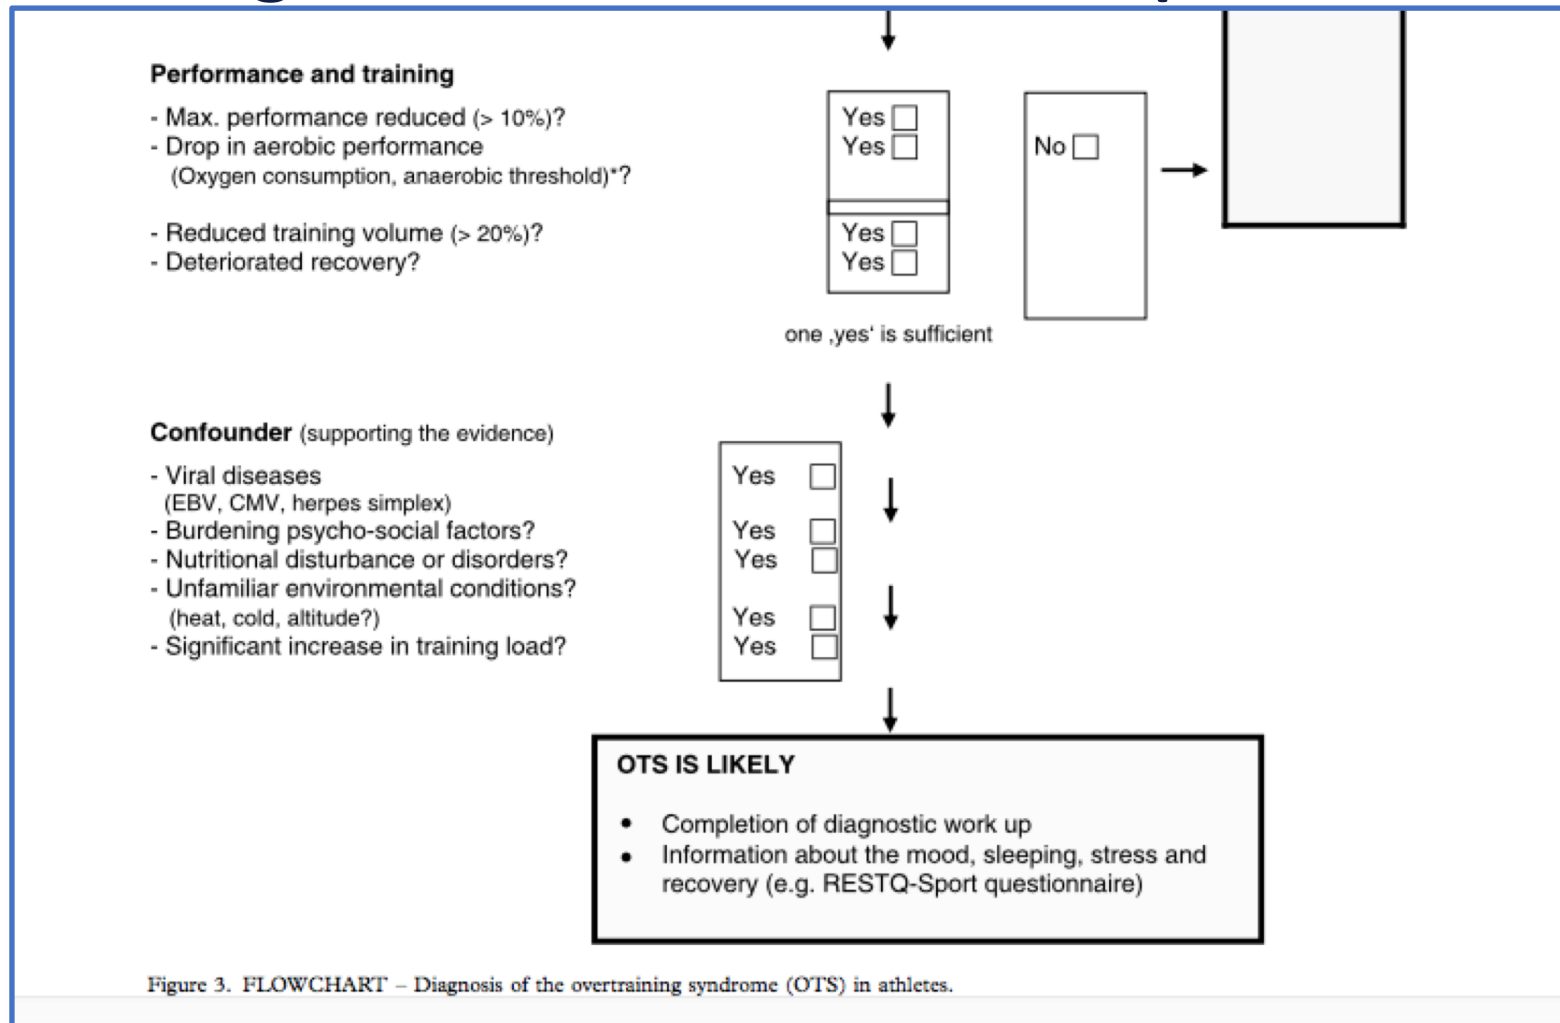 Performance and training
- Max. performance reduced (> 10%)?
Yes
- Drop in aerobic performance
Yes
No
(Oxygen consumption, anaerobic threshold)*?
- Reduced training volume (> 20%)?
Yes
- Deteriorated recovery?
Yes
one ‚yes‘ is sufficient
Confounder (supporting the evidence)
- Viral diseases
Yes
(EBV, CMV, herpes simplex)
- Burdening psycho-social factors?
Yes
- Nutritional disturbance or disorders?
Yes
- Unfamiliar environmental conditions?
(heat, cold, altitude?)
Yes
- Significant increase in training load?
Yes
OTS IS LIKELY
• Completion of diagnostic work up
• Information about the mood, sleeping, stress and
recovery (e.g. RESTQ-Sport questionnaire)
Figure 3. FLOWCHART – Diagnosis of the overtraining syndrome (OTS) in athletes.